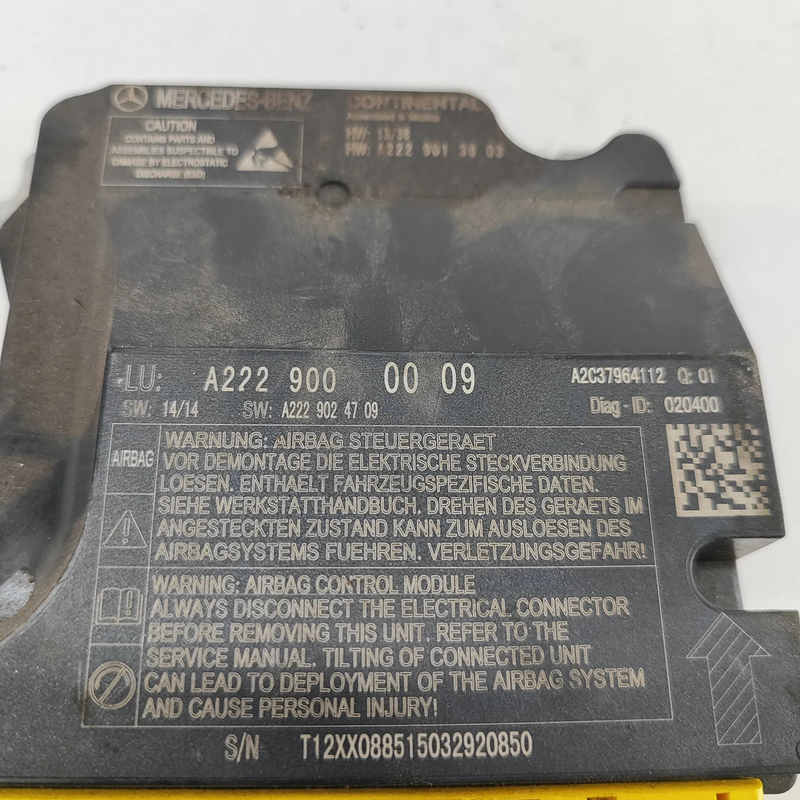 MERCEDES-BENZ
CONTINENTAL
CAUTION
CONTAINS PARTS AND
ASSEMBLIES SUSPECTIBLE TO
DAMAGE BY ELECTROSTATIC
DISCHARGE (ESD)
HW: 13/38
HW: A222 901 36 03
LU: A222 900 00 09
A2C37964112 Q: 01
SW: 14/14 SW: A222 902 47 09
Diag-ID: 020400
AIRBAG
WARNUNG: AIRBAG STEUERGERAET
VOR DEMONTAGE DIE ELEKTRISCHE STECKVERBINDUNG
LOESEN. ENTHAELT FAHRZEUGSPEZIFISCHE DATEN.
SIEHE WERKSTATTHANDBUCH. DREHEN DES GERAETS IM
ANGESTECKTEN ZUSTAND KANN ZUM AUSLOESEN DES
AIRBAGSYSTEMS FUEHREN. VERLETZUNGSGEFAHR!
WARNING: AIRBAG CONTROL MODULE
ALWAYS DISCONNECT THE ELECTRICAL CONNECTOR
BEFORE REMOVING THIS UNIT. REFER TO THE
SERVICE MANUAL. TILTING OF CONNECTED UNIT
CAN LEAD TO DEPLOYMENT OF THE AIRBAG SYSTEM
AND CAUSE PERSONAL INJURY!
S/N T12XX088515032920850